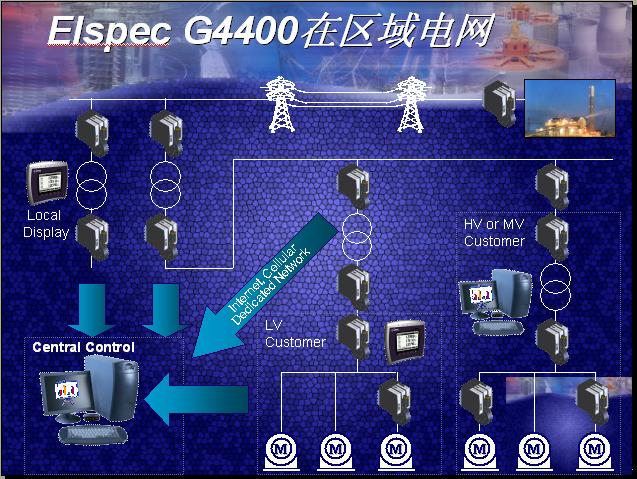 Elspec G4400在区域电网
Local
Display
HV or MV
Customer
Internet, Cellular
Dedicated Network
LV
Customer
Central Control
M
M
M
M
M
M